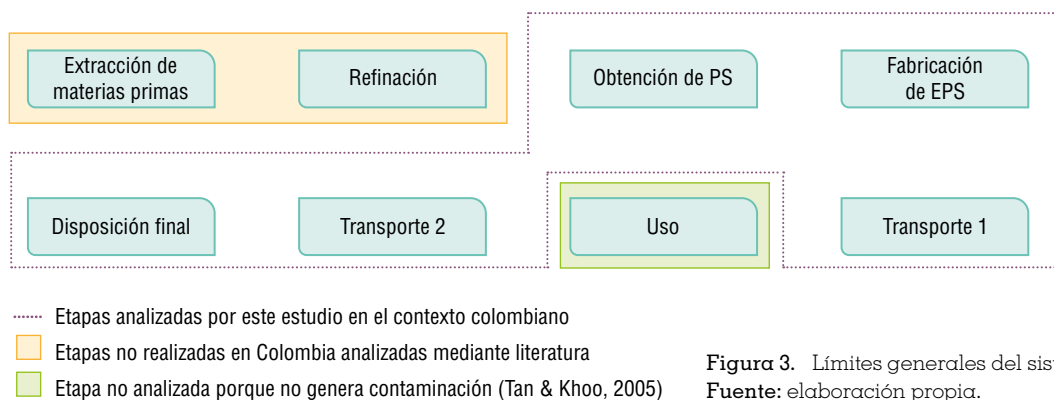 Extracción de
materias primas
Refinación
Obtención de PS
Fabricación
de EPS
Disposición final
Transporte 2
Uso
Transporte 1
Etapas analizadas por este estudio en el contexto colombiano
Etapas no realizadas en Colombia analizadas mediante literatura
Etapa no analizada porque no genera contaminación (Tan & Khoo, 2005)
Figura 3. Límites generales del sis
Fuente: elaboración propia.